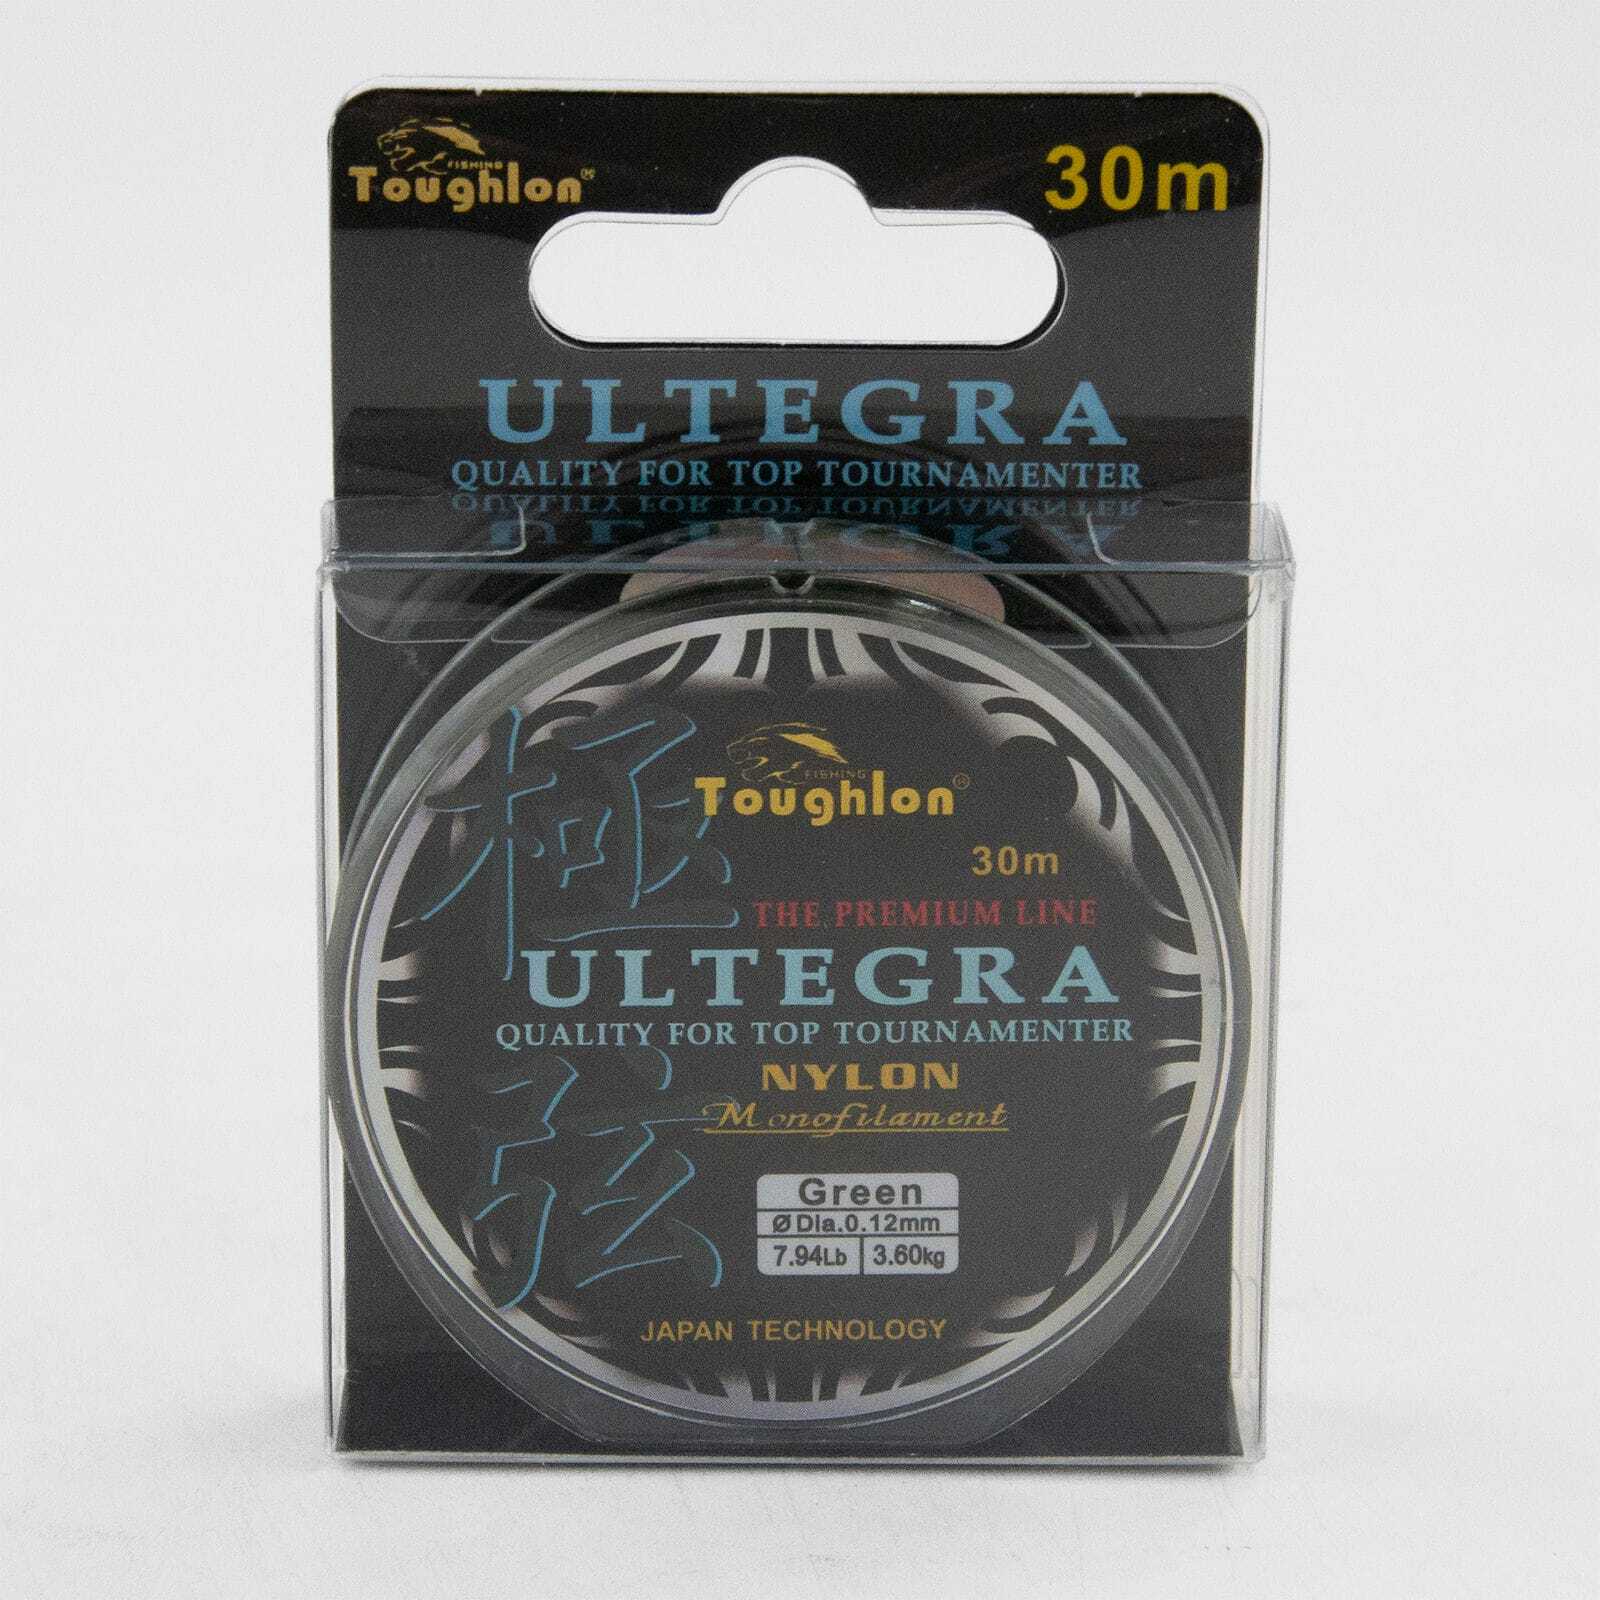 FISHING
Toughlon®
30m
ULTEGRA
QUALITY FOR TOP TOURNAMENTER
極弦
FISHING
Toughlon®
30m
THE PREMIUM LINE
ULTEGRA
QUALITY FOR TOP TOURNAMENTER
NYLON
Monofilament
Green
Ø Dia.0.12mm
7.94Lb 3.60kg
JAPAN TECHNOLOGY